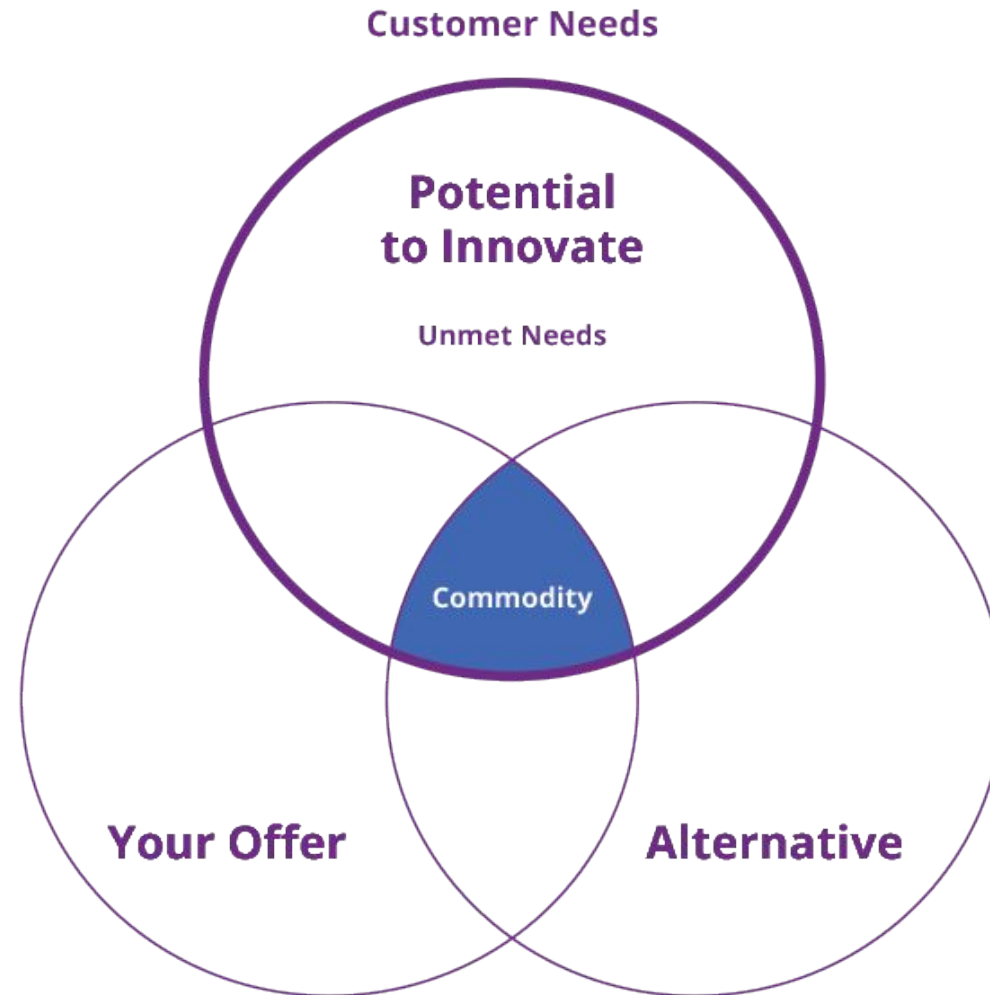 Customer Needs
Potential
to Innovate
Unmet Needs
Commodity
Your Offer
Alternative